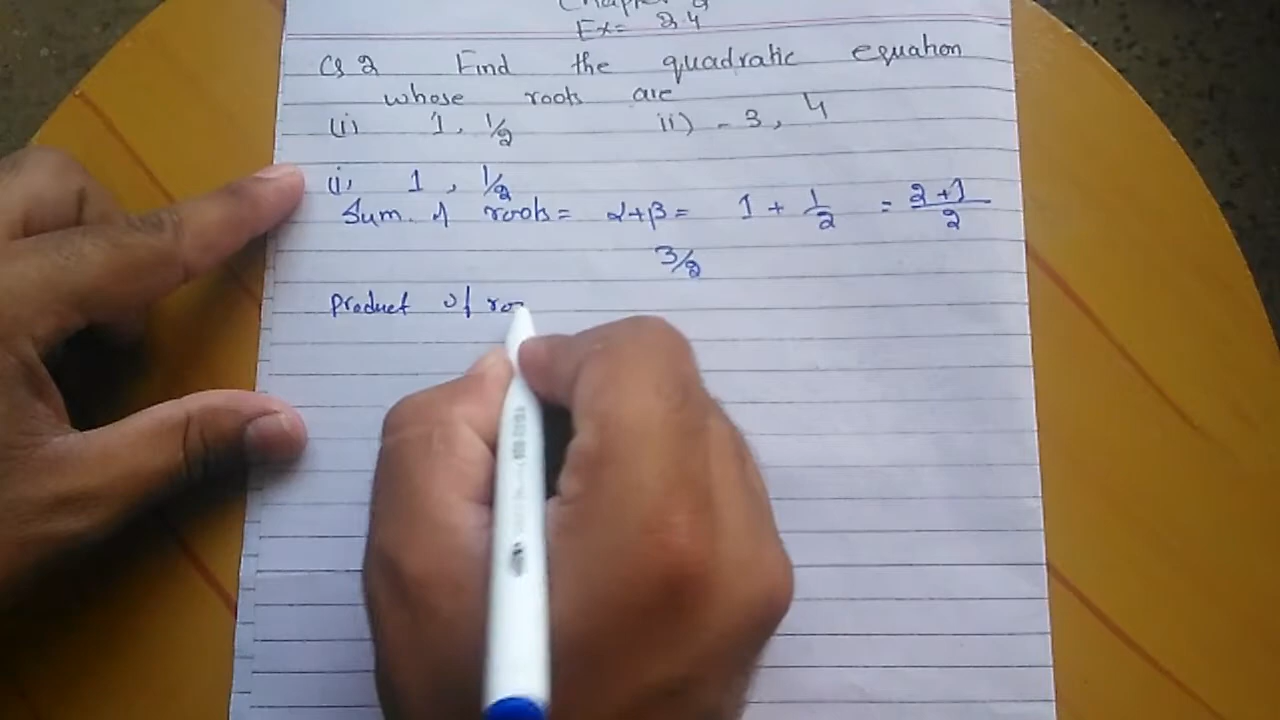 Ex= 2.4
Q 2 Find the quadratic equation
whose roots are
(i) 1, 1/2 ii) -3, 4
(i) 1, 1/2
Sum of roots = α+β = 1 + 1/2 = 2+1/2
3/2
product of ro